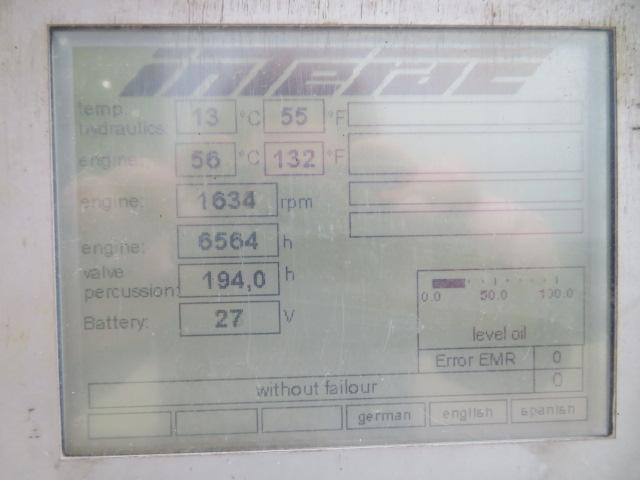 interac
temp. 13 °C 55 °F
hydraulics:
engine: 56 °C 132 °F
engine: 1634 rpm
engine: 6564 h
valve
percussion: 194,0 h
Battery: 27 V
0.0 50.0 100.0
level oil
Error EMR 0
0
without failour
german english spanish